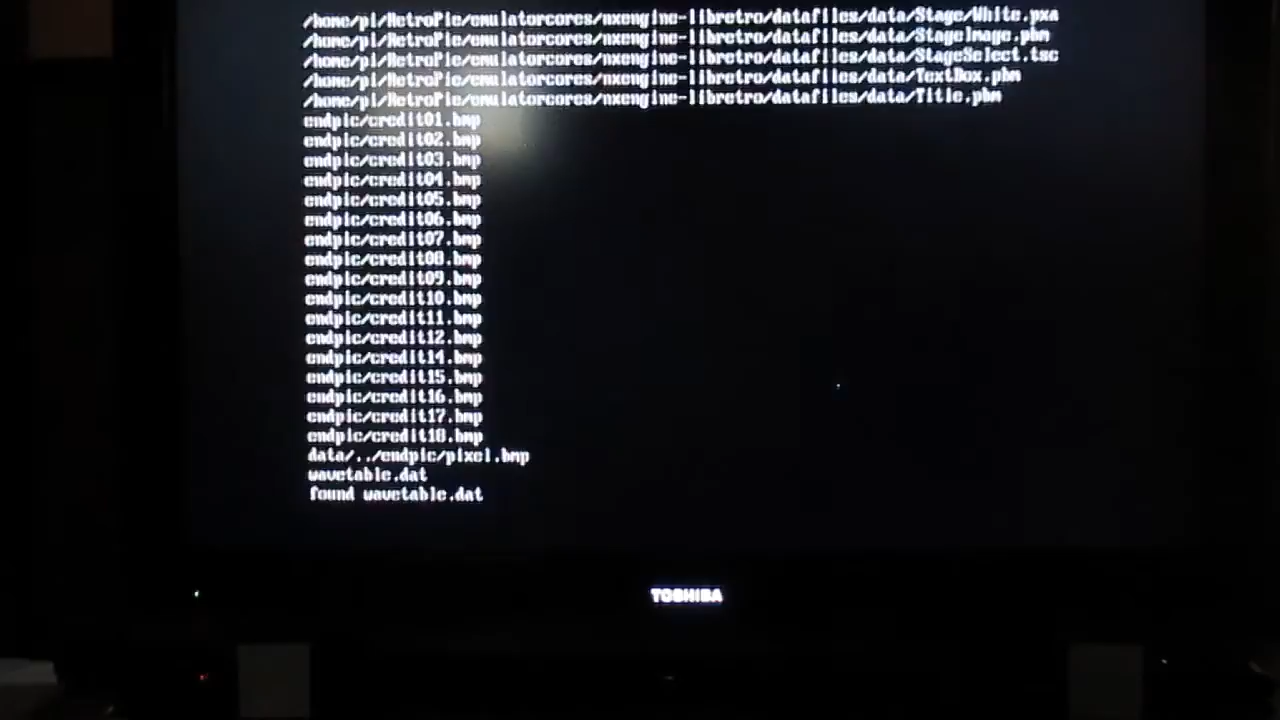 /home/pi/RetroPie/emulatorcores/nxengine-libretro/datafiles/data/Stage/White.pxa
/home/pi/RetroPie/emulatorcores/nxengine-libretro/datafiles/data/StageImage.pbm
/home/pi/RetroPie/emulatorcores/nxengine-libretro/datafiles/data/StageSelect.tsc
/home/pi/RetroPie/emulatorcores/nxengine-libretro/datafiles/data/TextBox.pbm
/home/pi/RetroPie/emulatorcores/nxengine-libretro/datafiles/data/Title.pbm
endpic/credit01.bmp
endpic/credit02.bmp
endpic/credit03.bmp
endpic/credit04.bmp
endpic/credit05.bmp
endpic/credit06.bmp
endpic/credit07.bmp
endpic/credit08.bmp
endpic/credit09.bmp
endpic/credit10.bmp
endpic/credit11.bmp
endpic/credit12.bmp
endpic/credit14.bmp
endpic/credit15.bmp
endpic/credit16.bmp
endpic/credit17.bmp
endpic/credit18.bmp
data/../endpic/pixel.bmp
wavetable.dat
found wavetable.dat
TOSHIBA